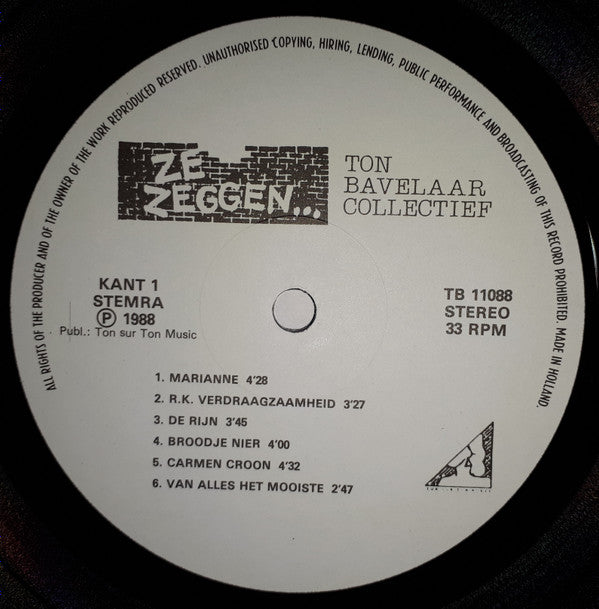 ALL RIGHTS OF THE PRODUCER AND OF THE OWNER OF THE WORK REPRODUCED RESERVED. UNAUTHORISED COPYING, HIRING, LENDING, PUBLIC PERFORMANCE AND BROADCASTING OF THIS RECORD PROHIBITED. MADE IN HOLLAND.
ZE
ZEGGEN...
TON
BAVELAAR
COLLECTIEF
KANT 1
STEMRA
Ⓟ 1988
Publ.: Ton sur Ton Music
TB 11088
STEREO
33 RPM
1. MARIANNE 4'28
2. R.K. VERDRAAGZAAMHEID 3'27
3. DE RIJN 3'45
4. BROODJE NIER 4'00
5. CARMEN CROON 4'32
6. VAN ALLES HET MOOISTE 2'47